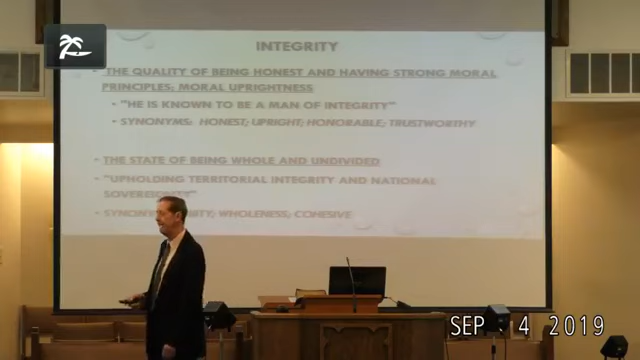 INTEGRITY
THE QUALITY OF BEING HONEST AND HAVING STRONG MORAL
PRINCIPLES; MORAL UPRIGHTNESS
"HE IS KNOWN TO BE A MAN OF INTEGRITY"
SYNONYMS: HONEST; UPRIGHT; HONORABLE; TRUSTWORTHY
THE STATE OF BEING WHOLE AND UNDIVIDED
"UPHOLDING TERRITORIAL INTEGRITY AND NATIONAL
SOVEREIGNTY"
WHOLENESS; COHESIVE
SEP 4 2019